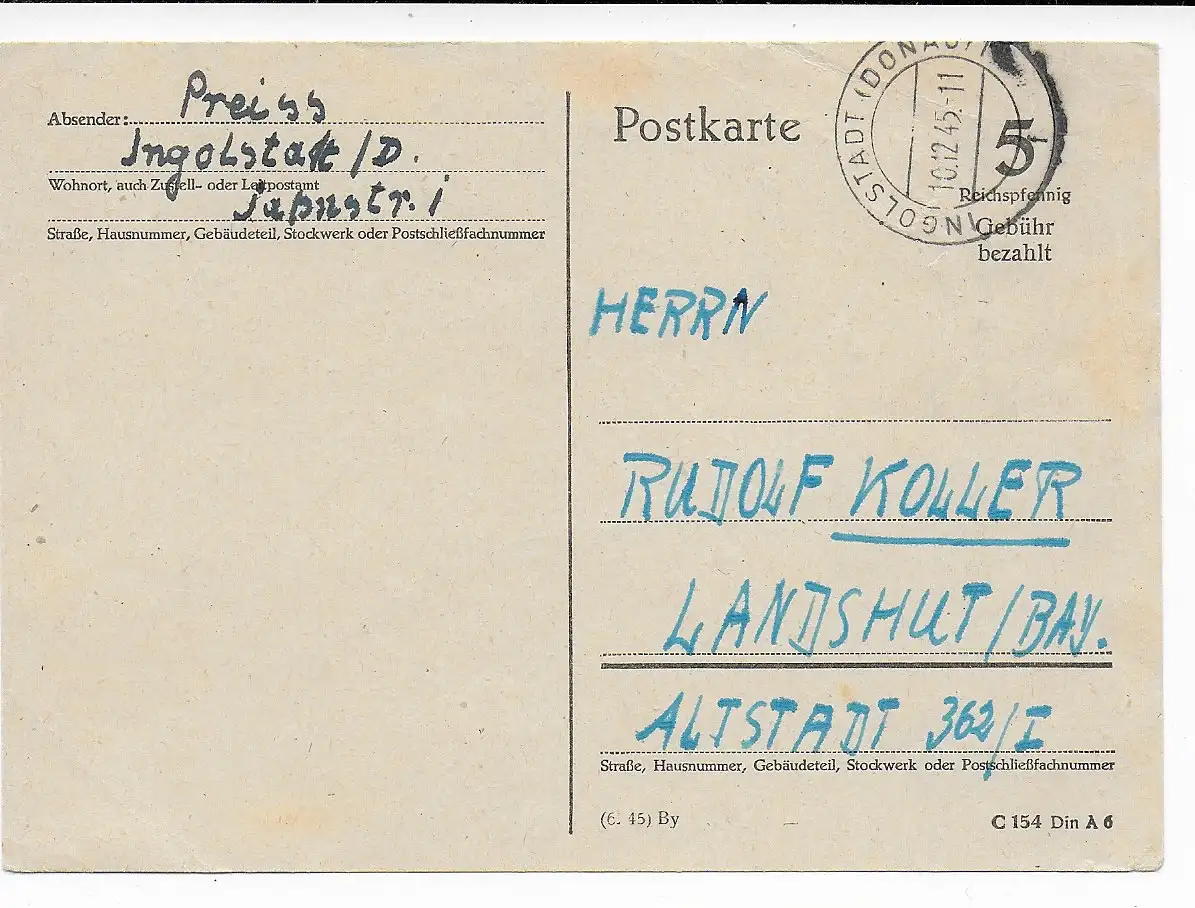 Absender: Preiss
Ingolstatt/D.
Wohnort, auch Zustell- oder Leitpostamt
Straße, Hausnummer, Gebäudeteil, Stockwerk oder Postschließfachnummer
Postkarte
INGOLSTADT (DONAU)
10.12.45.-11
5
Reichspfennig
Gebühr
bezahlt
HERRN
RUDOLF KOLLER
LANDSHUT/BAY.
ALTSTADT 362/I
Straße, Hausnummer, Gebäudeteil, Stockwerk oder Postschließfachnummer
(6. 45) By
C 154 Din A 6